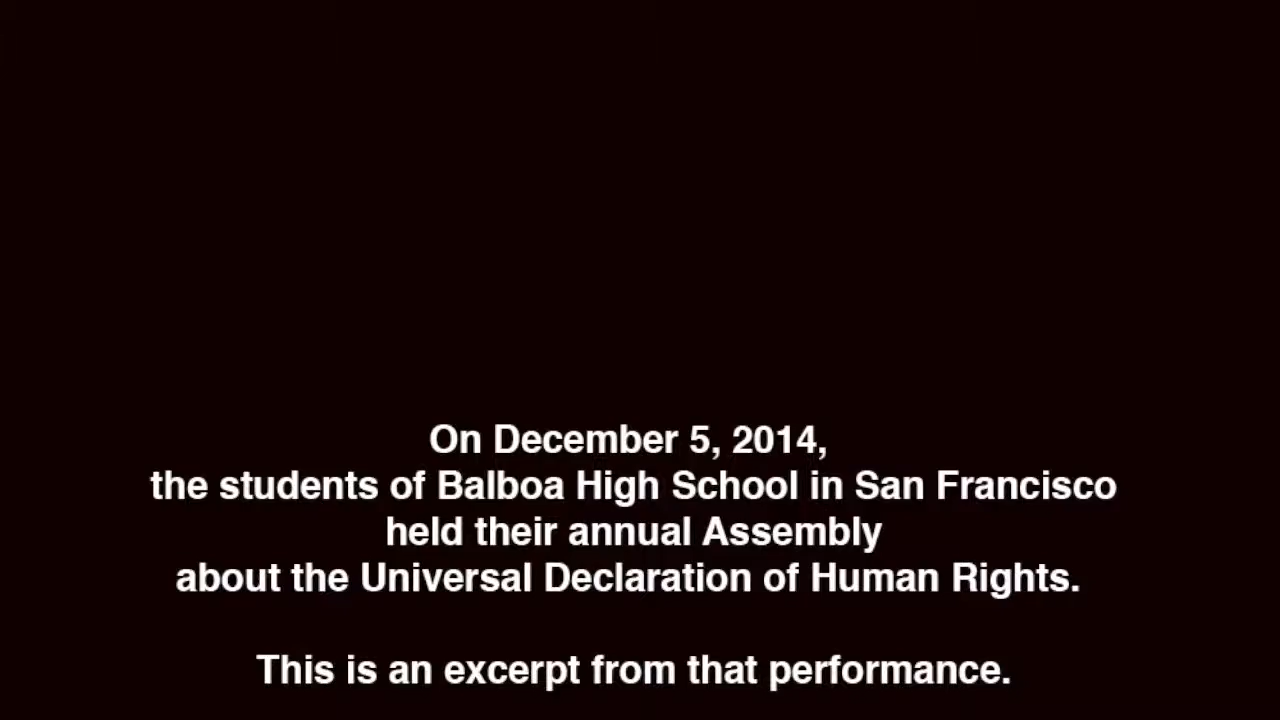 On December 5, 2014,
the students of Balboa High School in San Francisco
held their annual Assembly
about the Universal Declaration of Human Rights.
This is an excerpt from that performance.